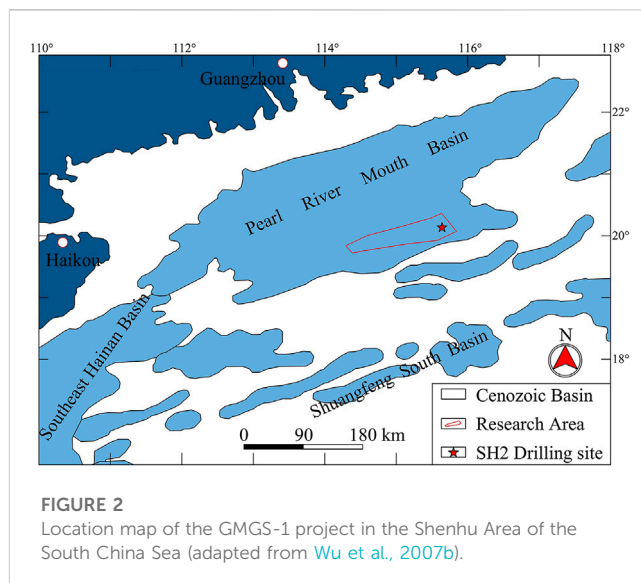 110° 112° 114° 116° 118°
Guangzhou
22°
Pearl River Mouth Basin
20°
Haikou
Southeast Hainan Basin
N
18°
Shuangfeng South Basin
0 90 180 km
Cenozoic Basin
Research Area
SH2 Drilling site
FIGURE 2
Location map of the GMGS-1 project in the Shenhu Area of the
South China Sea (adapted from Wu et al., 2007b).